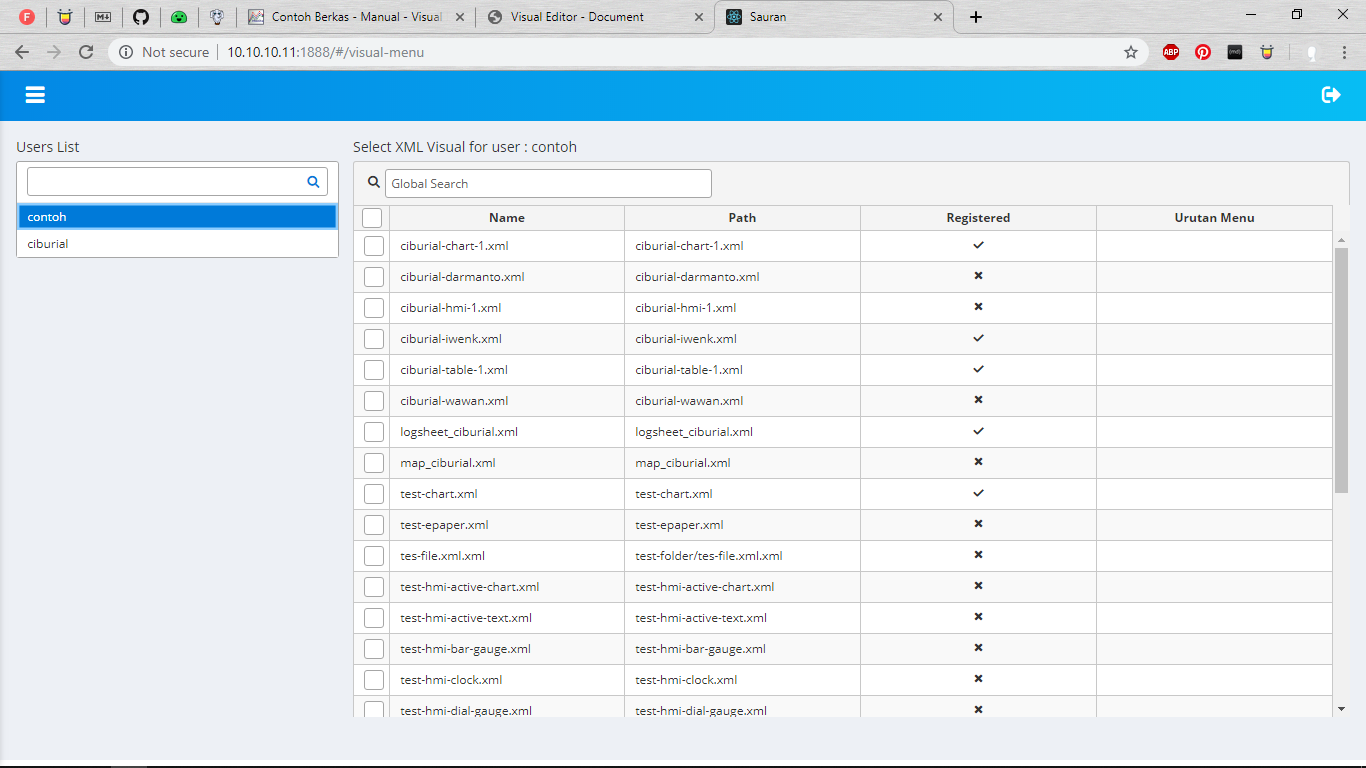 Contoh Berkas - Manual - Visual
Visual Editor - Document
Sauran
Not secure
10.10.10.11:1888/#/visual-menu
ABP
Users List
contoh
ciburial
Select XML Visual for user : contoh
Global Search
Name Path Registered Urutan Menu
ciburial-chart-1.xml ciburial-chart-1.xml
ciburial-darmanto.xml ciburial-darmanto.xml
ciburial-hmi-1.xml ciburial-hmi-1.xml
ciburial-iwenk.xml ciburial-iwenk.xml
ciburial-table-1.xml ciburial-table-1.xml
ciburial-wawan.xml ciburial-wawan.xml
logsheet_ciburial.xml logsheet_ciburial.xml
map_ciburial.xml map_ciburial.xml
test-chart.xml test-chart.xml
test-epaper.xml test-epaper.xml
tes-file.xml.xml test-folder/tes-file.xml.xml
test-hmi-active-chart.xml test-hmi-active-chart.xml
test-hmi-active-text.xml test-hmi-active-text.xml
test-hmi-bar-gauge.xml test-hmi-bar-gauge.xml
test-hmi-clock.xml test-hmi-clock.xml
test-hmi-dial-gauge.xml test-hmi-dial-gauge.xml